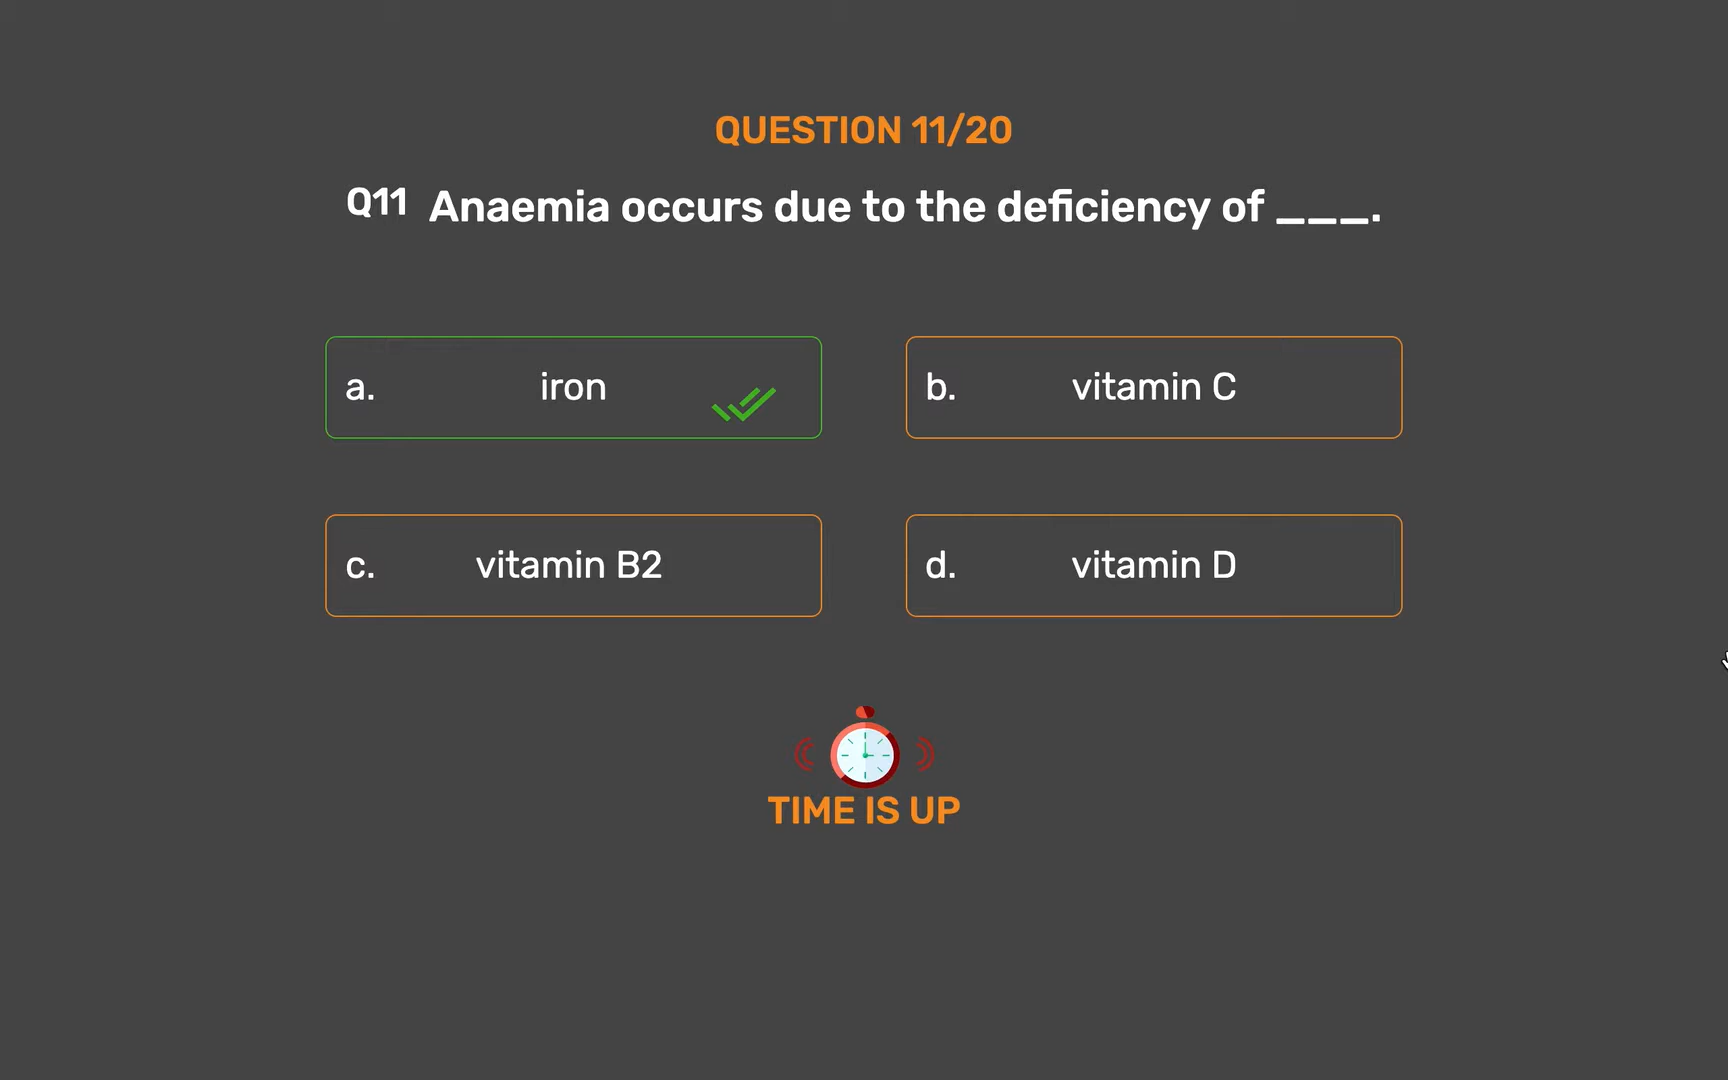 QUESTION 11/20
Q11 Anaemia occurs due to the deficiency of ___.
a. iron
b. vitamin C
c. vitamin B2
d. vitamin D
TIME IS UP